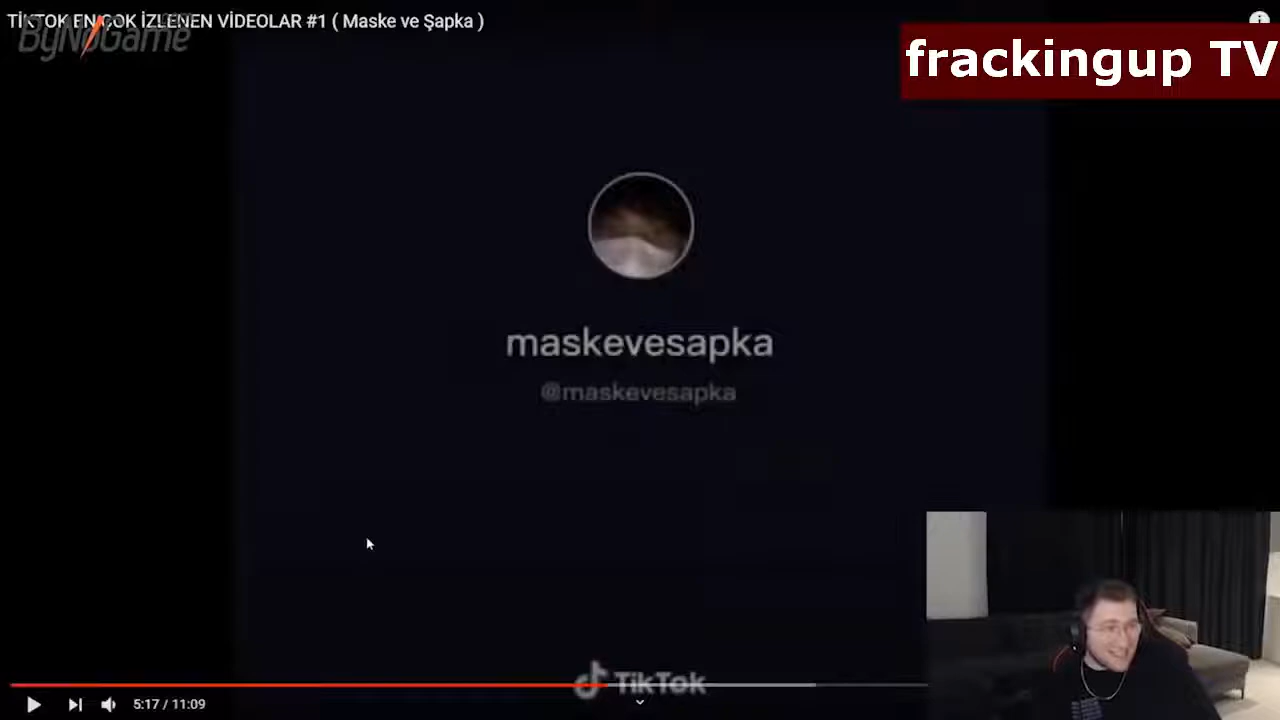 TİKTOK EN ÇOK İZLENEN VİDEOLAR #1 ( Maske ve Şapka )
ByNoGame
frackingup TV
maskevesapka
@maskevesapka
TikTok
5:17 / 11:09